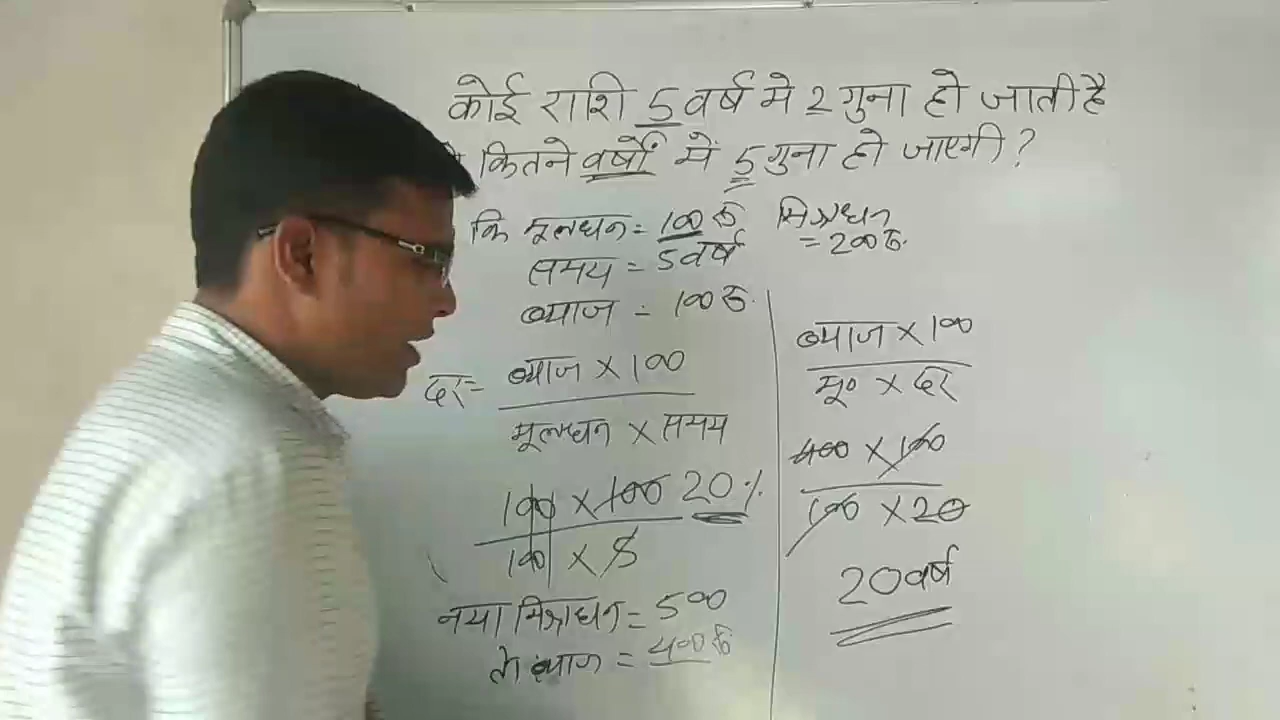 कोई राशि 5 वर्ष मे 2 गुना हो जाती है
कितने वर्षों में 5 गुना हो जाएगी?
कि मूलधन = 100 रु मिश्रधन
= 200 रु.
समय = 5 वर्ष
ब्याज = 100 रु.
दर = ब्याज × 100
मूलधन × समय
100 × 100 20%
100 × 5
नया मिश्रधन = 500
तो ब्याज = 400 रु
ब्याज × 100
मू० × दर
400 × 100
100 × 20
20 वर्ष